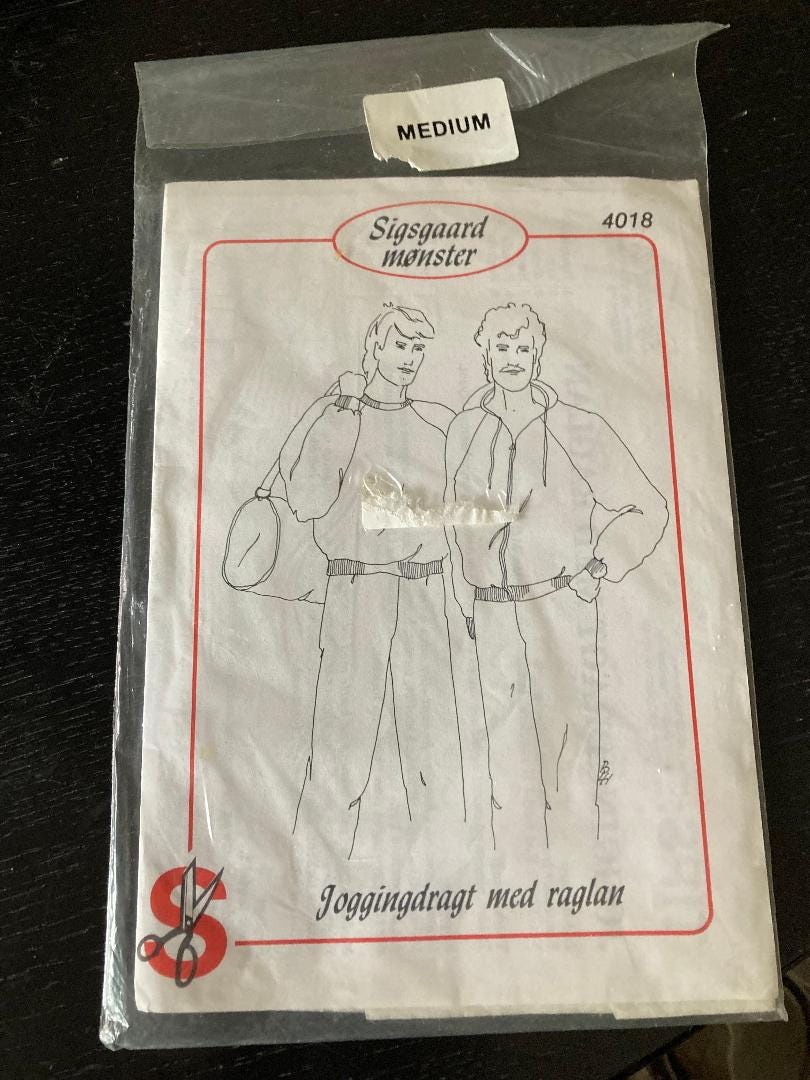 MEDIUM
4018
Sigsgaard
mønster
Joggingdragt med raglan
S